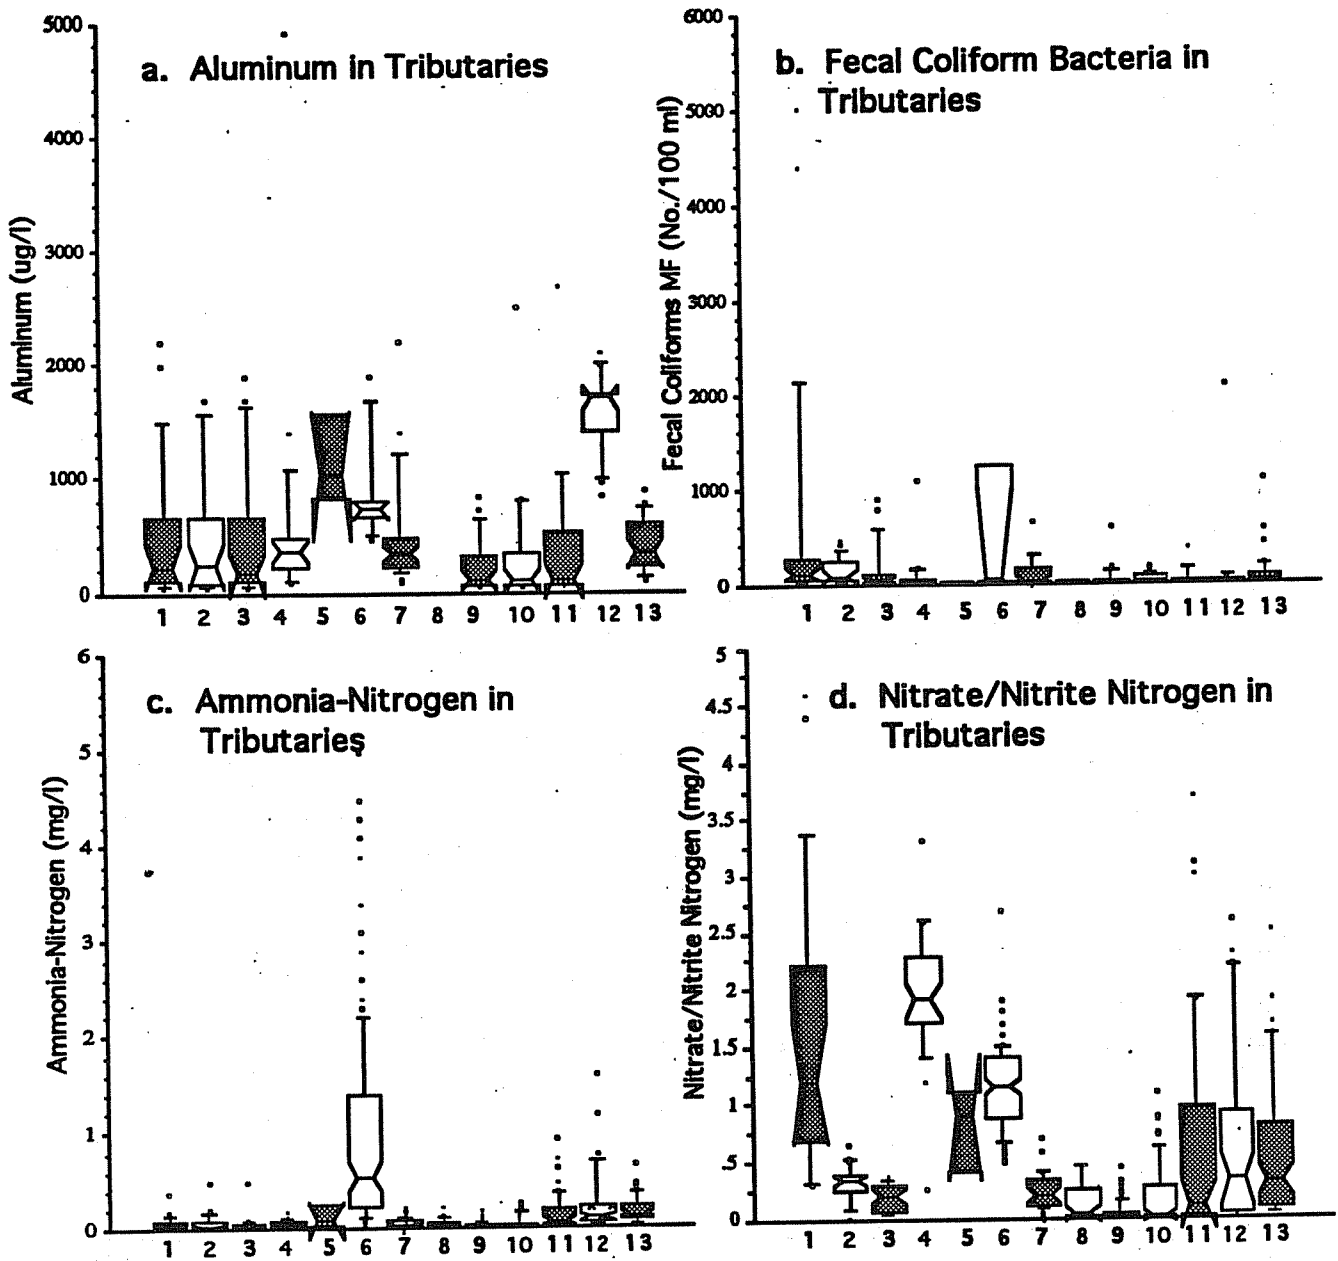 a. Aluminum in Tributaries
Aluminum (ug/l)
5000
4000
3000
2000
1000
0
1 2 3 4 5 6 7 8 9 10 11 12 13
b. Fecal Coliform Bacteria in
Tributaries
Fecal Coliforms MF (No./100 ml)
6000
5000
4000
3000
2000
1000
0
1 2 3 4 5 6 7 8 9 10 11 12 13
c. Ammonia-Nitrogen in
Tributaries
Ammonia-Nitrogen (mg/l)
6
5
4
3
2
1
0
1 2 3 4 5 6 7 8 9 10 11 12 13
d. Nitrate/Nitrite Nitrogen in
Tributaries
Nitrate/Nitrite Nitrogen (mg/l)
5
4.5
4
3.5
3
2.5
2
1.5
1
.5
0
1 2 3 4 5 6 7 8 9 10 11 12 13